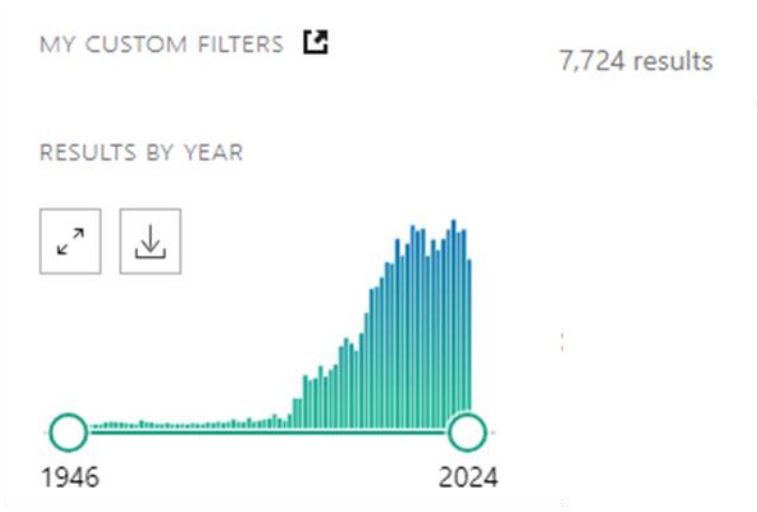 MY CUSTOM FILTERS
7,724 results
RESULTS BY YEAR
1946
2024